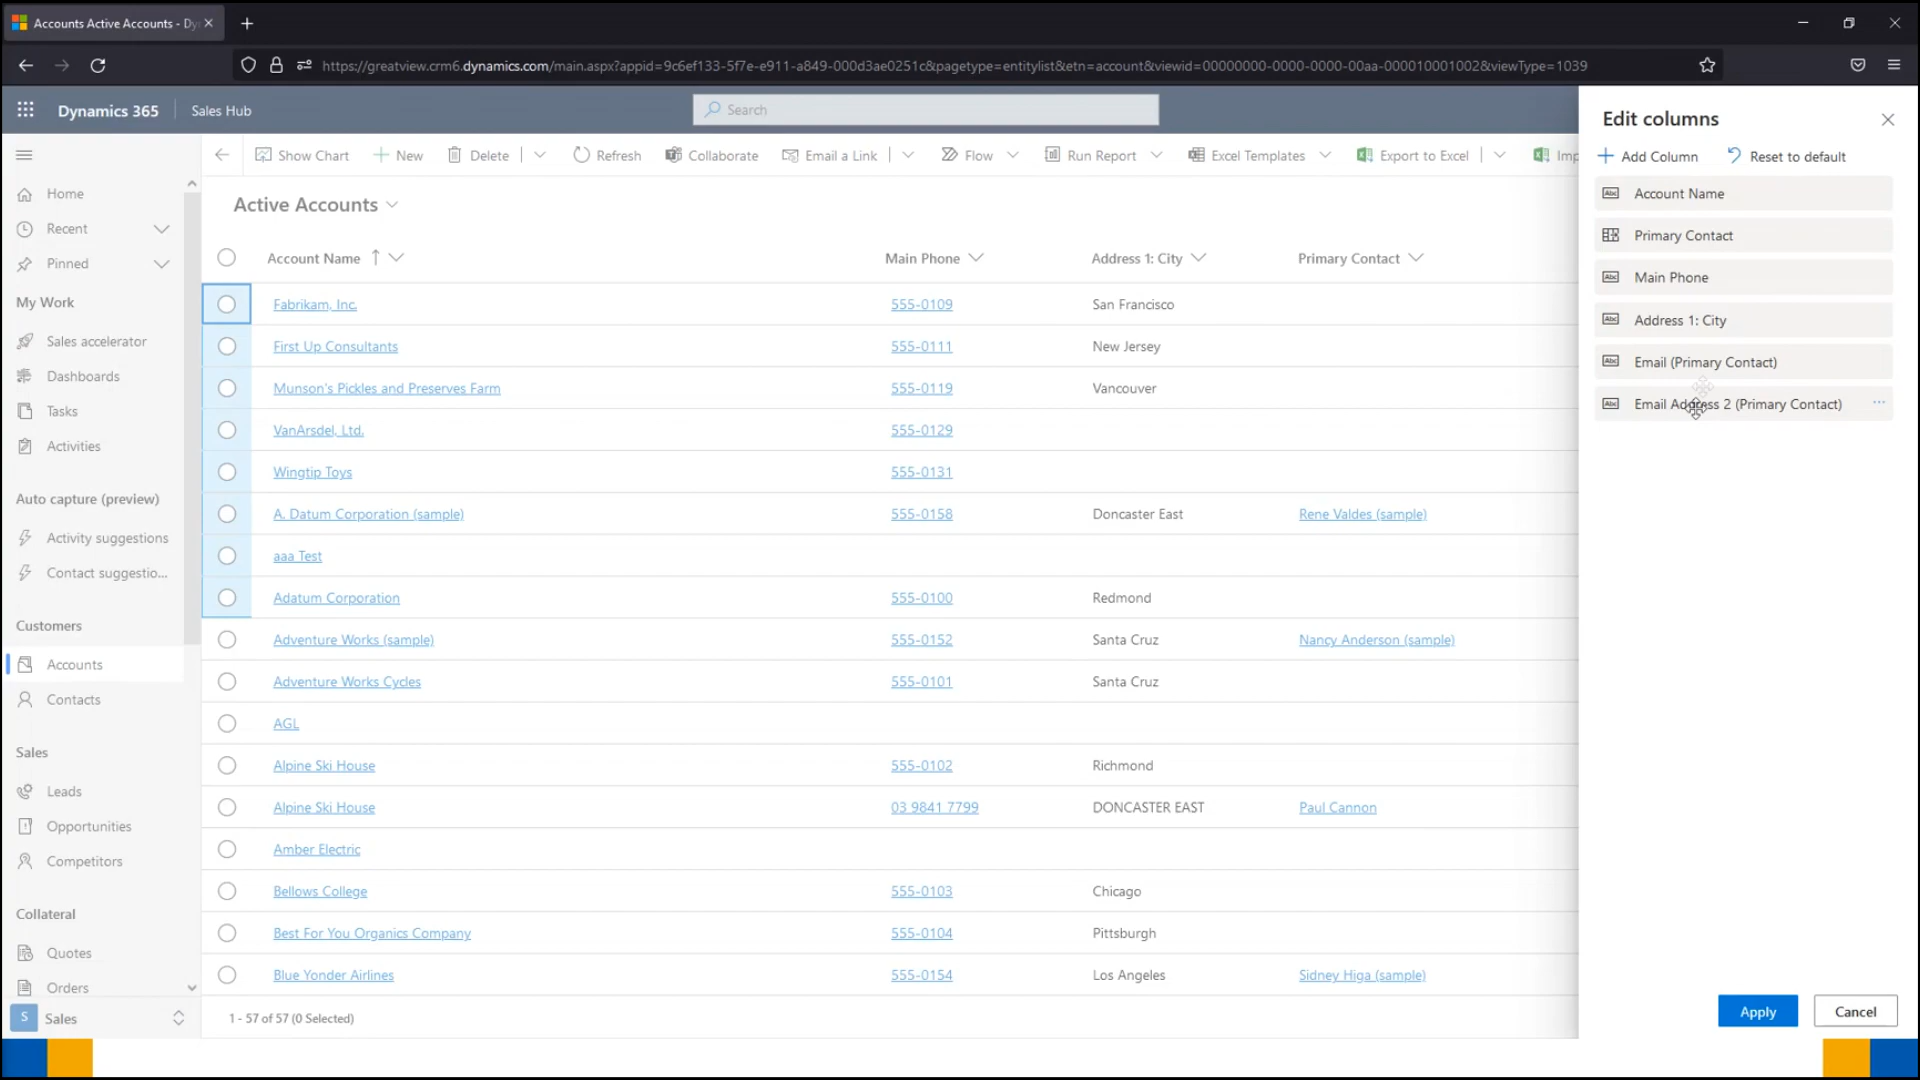 Accounts Active Accounts - Dy
https://greatview.crm6.dynamics.com/main.aspx?appid=9c6ef133-5f7e-e911-a849-000d3ae0251c&pagetype=entitylist&etn=account&viewid=00000000-0000-0000-00aa-000010001002&viewType=1039
Dynamics 365
Sales Hub
Search
Show Chart
New
Delete
Refresh
Collaborate
Email a Link
Flow
Run Report
Excel Templates
Export to Excel
Imp
Home
Recent
Pinned
My Work
Sales accelerator
Dashboards
Tasks
Activities
Auto capture (preview)
Activity suggestions
Contact suggestio...
Customers
Accounts
Contacts
Sales
Leads
Opportunities
Competitors
Collateral
Quotes
Orders
S Sales
Active Accounts
Account Name Main Phone Address 1: City Primary Contact
Fabrikam, Inc. 555-0109 San Francisco
First Up Consultants 555-0111 New Jersey
Munson's Pickles and Preserves Farm 555-0119 Vancouver
VanArsdel, Ltd. 555-0129
Wingtip Toys 555-0131
A. Datum Corporation (sample) 555-0158 Doncaster East Rene Valdes (sample)
aaa Test
Adatum Corporation 555-0100 Redmond
Adventure Works (sample) 555-0152 Santa Cruz Nancy Anderson (sample)
Adventure Works Cycles 555-0101 Santa Cruz
AGL
Alpine Ski House 555-0102 Richmond
Alpine Ski House 03 9841 7799 DONCASTER EAST Paul Cannon
Amber Electric
Bellows College 555-0103 Chicago
Best For You Organics Company 555-0104 Pittsburgh
Blue Yonder Airlines 555-0154 Los Angeles Sidney Higa (sample)
1 - 57 of 57 (0 Selected)
Edit columns
Add Column
Reset to default
Abc Account Name
Primary Contact
Abc Main Phone
Abc Address 1: City
Abc Email (Primary Contact)
Abc Email Address 2 (Primary Contact) ...
Apply
Cancel